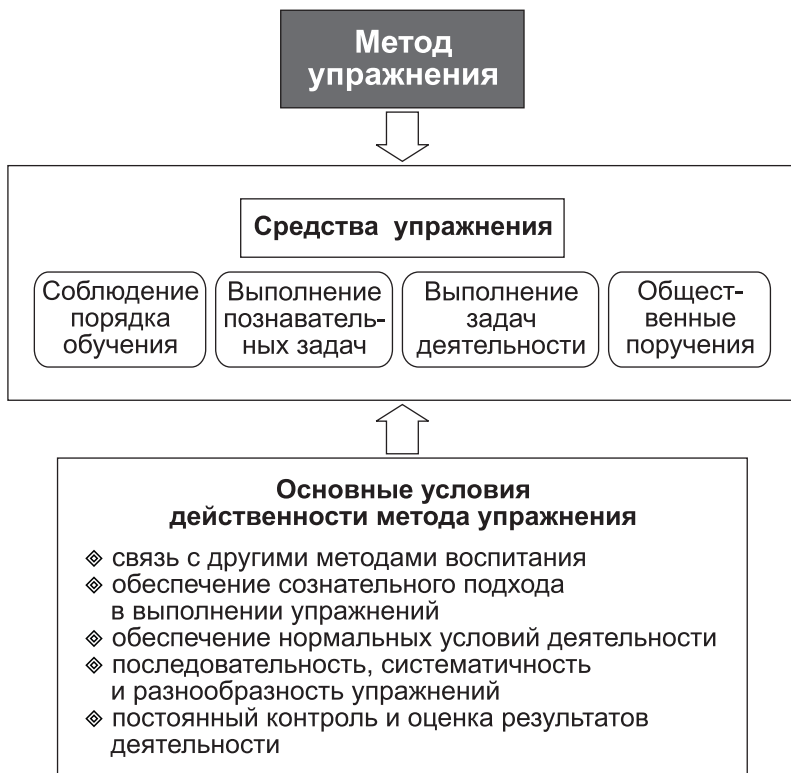 Метод
упражнения
Средства упражнения
Соблюдение
порядка
обучения
Выполнение
познаватель-
ных задач
Выполнение
задач
деятельности
Общест-
венные
поручения
Основные условия
действенности метода упражнения
связь с другими методами воспитания
обеспечение сознательного подхода
в выполнении упражнений
обеспечение нормальных условий деятельности
последовательность, систематичность
и разнообразность упражнений
постоянный контроль и оценка результатов
деятельности